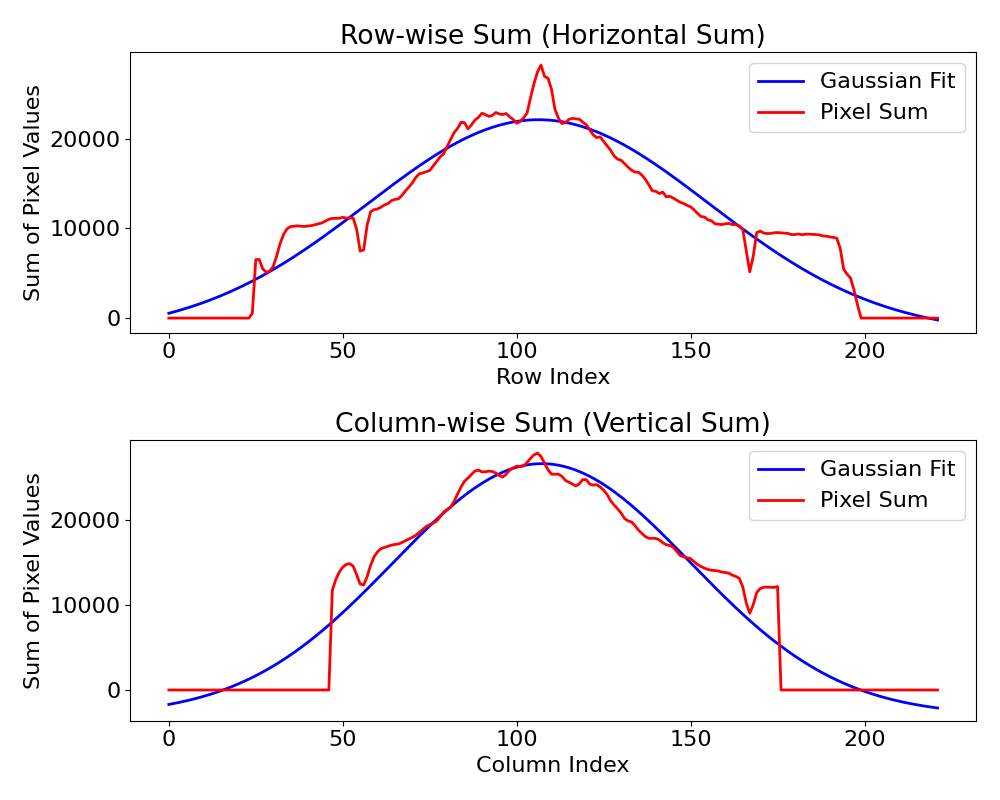 Row-wise Sum (Horizontal Sum)
Sum of Pixel Values
20000
10000
0
Gaussian Fit
Pixel Sum
0 50 100 150 200
Row Index
Column-wise Sum (Vertical Sum)
Sum of Pixel Values
20000
10000
0
Gaussian Fit
Pixel Sum
0 50 100 150 200
Column Index